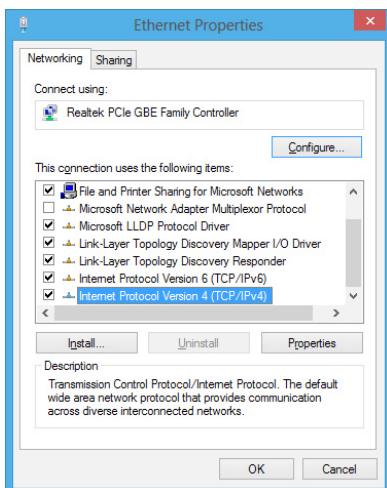 Ethernet Properties
Networking
Sharing
Connect using:
Realtek PCIe GBE Family Controller
Configure...
This connection uses the following items:
File and Printer Sharing for Microsoft Networks
Microsoft Network Adapter Multiplexor Protocol
Microsoft LLDP Protocol Driver
Link-Layer Topology Discovery Mapper I/O Driver
Link-Layer Topology Discovery Responder
Internet Protocol Version 6 (TCP/IPv6)
Internet Protocol Version 4 (TCP/IPv4)
Install...
Uninstall
Properties
Description
Transmission Control Protocol/Internet Protocol. The default
wide area network protocol that provides communication
across diverse interconnected networks.
OK
Cancel